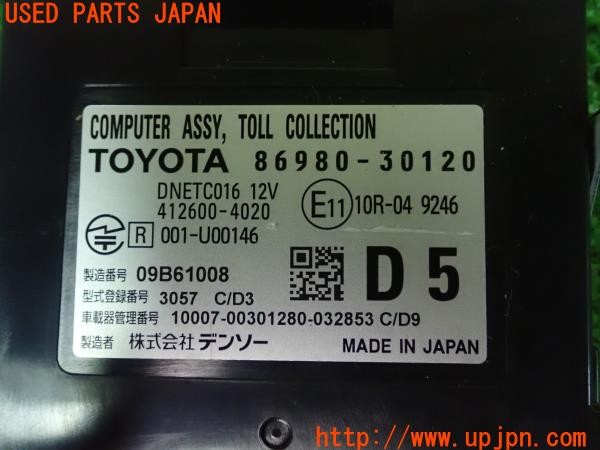 USED PARTS JAPAN
COMPUTER ASSY, TOLL COLLECTION
TOYOTA 86980-30120
DNETC016 12V
412600-4020
E11 10R-04 9246
R 001-U00146
D5
製造番号 09B61008
型式登録番号 3057 C/D3
車載器管理番号 10007-00301280-032853 C/D9
製造者 株式会社デンソー MADE IN JAPAN
http://www.upjpn.com/